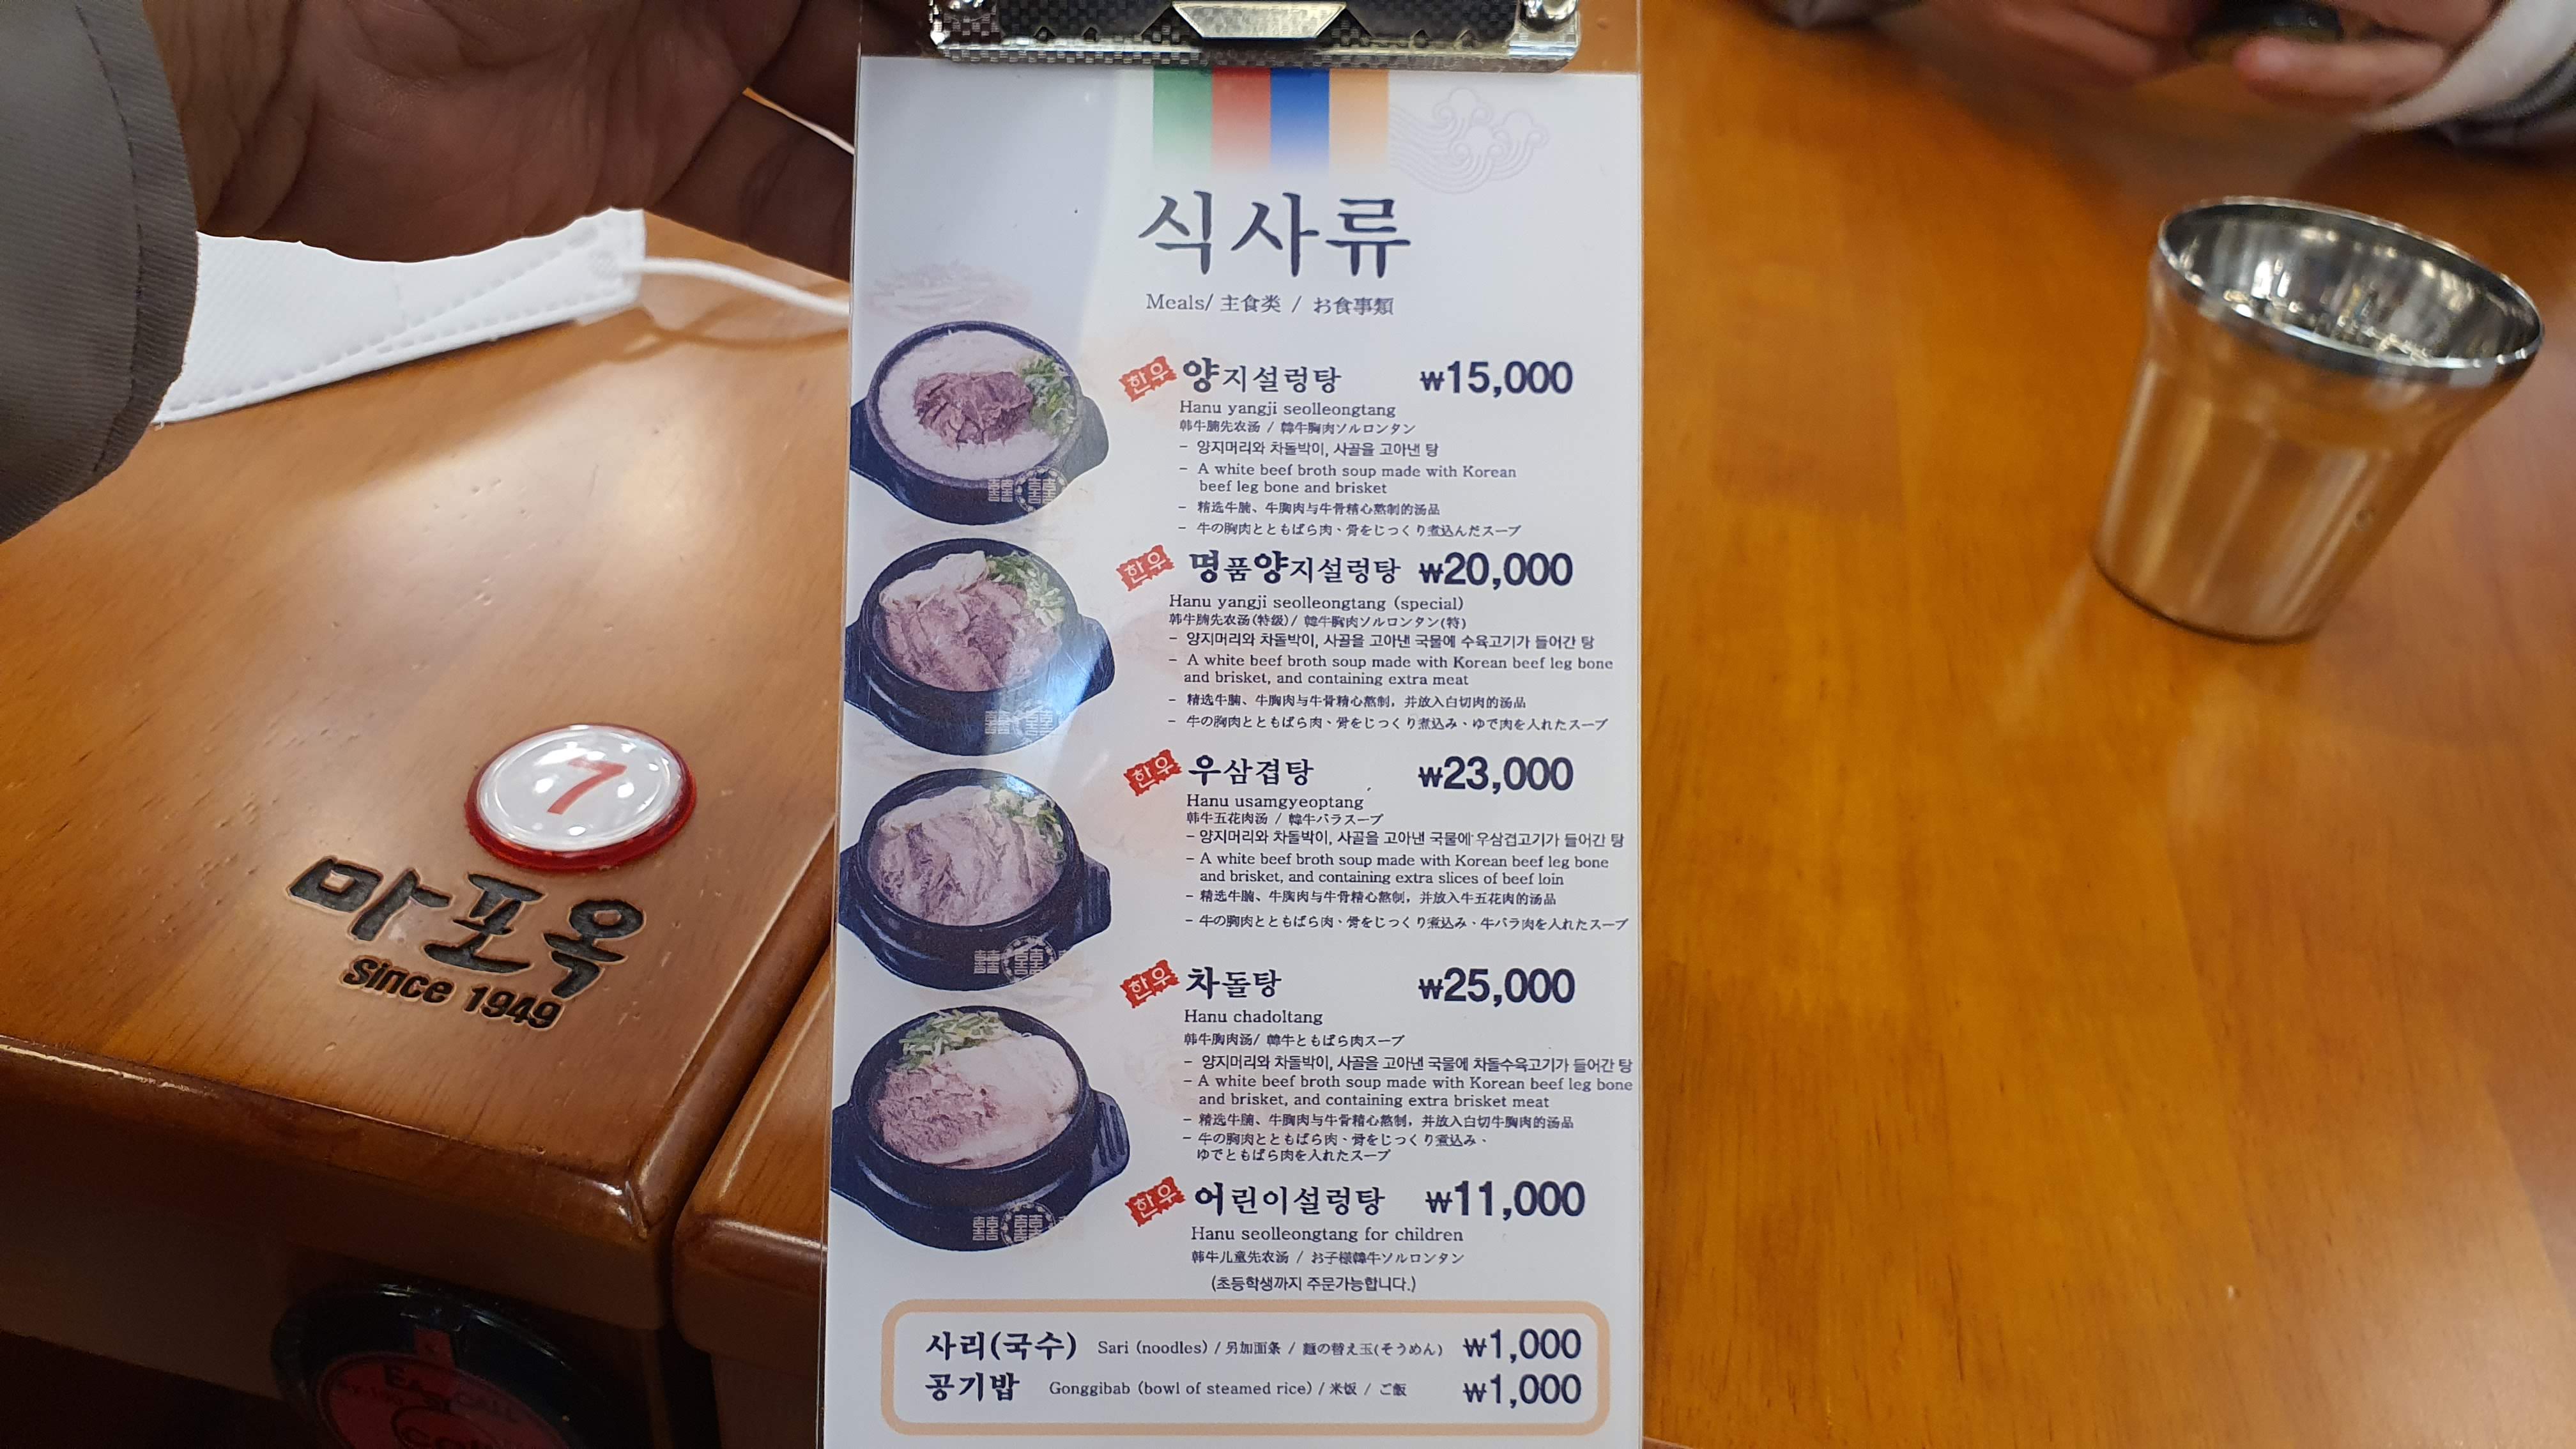 식사류
Meals/ 主食类 / お食事類
한우 양지설렁탕 ₩15,000
Hanu yangji seolleongtang
韩牛腩先农汤 / 韓牛胸肉ソルロンタン
- 양지머리와 차돌박이, 사골을 고아낸 탕
- A white beef broth soup made with Korean
beef leg bone and brisket
- 精选牛腩、牛胸肉与牛骨精心熬制的汤品
- 牛の胸肉とともばら肉、骨をじっくり煮込んだスープ
한우 명품양지설렁탕 ₩20,000
Hanu yangji seolleongtang (special)
韩牛腩先农汤(特级)/ 韓牛胸肉ソルロンタン(特)
- 양지머리와 차돌박이, 사골을 고아낸 국물에 수육고기가 들어간 탕
- A white beef broth soup made with Korean beef leg bone
and brisket, and containing extra meat
- 精选牛腩、牛胸肉与牛骨精心熬制，并放入白切肉的汤品
- 牛の胸肉とともばら肉、骨をじっくり煮込み、ゆで肉を入れたスープ
한우 우삼겹탕 ₩23,000
Hanu usamgyeoptang
韩牛五花肉汤 / 韓牛バラスープ
- 양지머리와 차돌박이, 사골을 고아낸 국물에 우삼겹고기가 들어간 탕
- A white beef broth soup made with Korean beef leg bone
and brisket, and containing extra slices of beef loin
- 精选牛腩、牛胸肉与牛骨精心熬制，并放入牛五花肉的汤品
- 牛の胸肉とともばら肉、骨をじっくり煮込み、牛バラ肉を入れたスープ
한우 차돌탕 ₩25,000
Hanu chadoltang
韩牛胸肉汤/ 韓牛ともばら肉スープ
- 양지머리와 차돌박이, 사골을 고아낸 국물에 차돌수육고기가 들어간 탕
- A white beef broth soup made with Korean beef leg bone
and brisket, and containing extra brisket meat
- 精选牛腩、牛胸肉与牛骨精心熬制，并放入白切牛胸肉的汤品
- 牛の胸肉とともばら肉、骨をじっくり煮込み、
ゆでともばら肉を入れたスープ
한우 어린이설렁탕 ₩11,000
Hanu seolleongtang for children
韩牛儿童先农汤 / お子様韓牛ソルロンタン
(초등학생까지 주문가능합니다.)
사리(국수) Sari (noodles) / 另加面条 / 麺の替え玉(そうめん) ₩1,000
공기밥 Gonggibab (bowl of steamed rice) / 米饭 / ご飯 ₩1,000
7
마포옥
since 1949